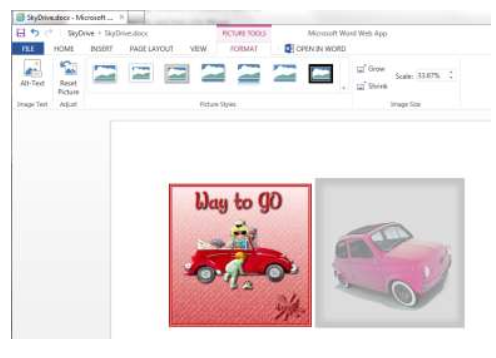 SkyDrive.docx - Microsoft ... ×
SkyDrive ▸ SkyDrive.docx
PICTURE TOOLS
Microsoft Word Web App
FILE HOME INSERT PAGE LAYOUT VIEW FORMAT OPEN IN WORD
Alt-Text
Reset
Picture
Grow
Shrink
Scale: 33.67%
Image Text
Adjust
Picture Styles
Image Size
Way to go